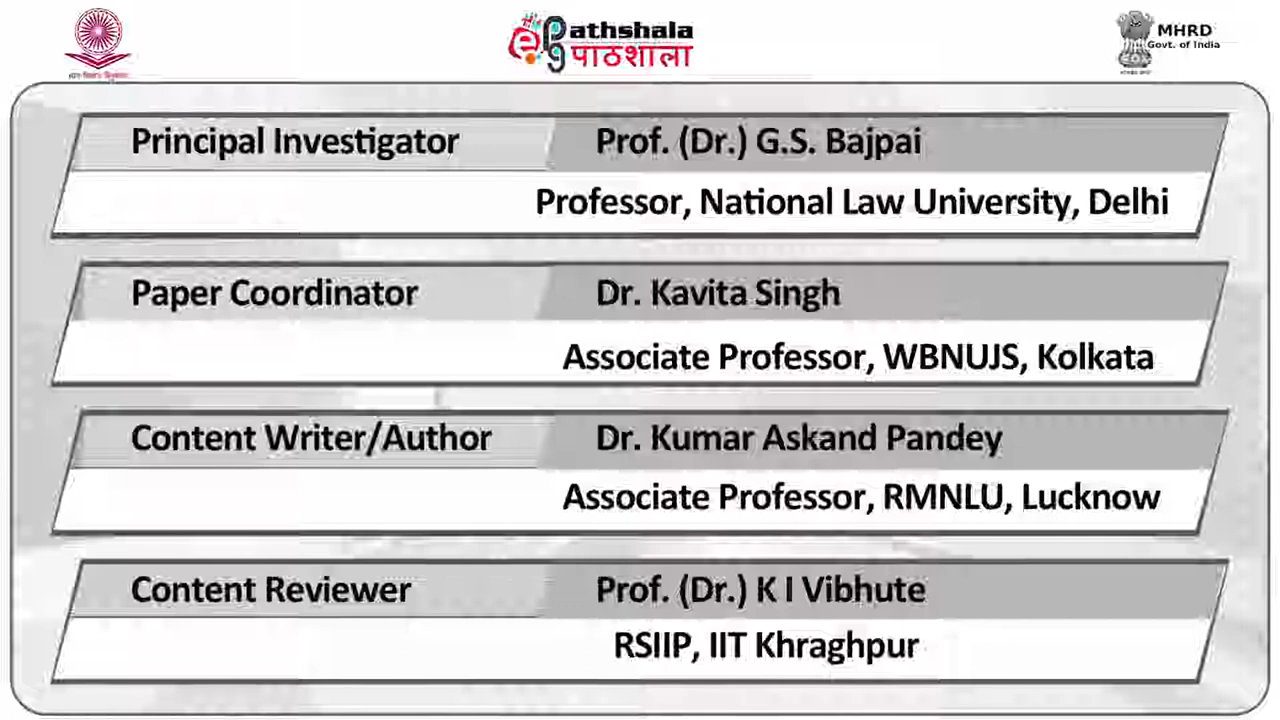 Pathshala
पाठशाला
MHRD
Govt. of India
Principal Investigator Prof. (Dr.) G.S. Bajpai
Professor, National Law University, Delhi
Paper Coordinator Dr. Kavita Singh
Associate Professor, WBNUJS, Kolkata
Content Writer/Author Dr. Kumar Askand Pandey
Associate Professor, RMNLU, Lucknow
Content Reviewer Prof. (Dr.) K I Vibhute
RSIIP, IIT Khraghpur